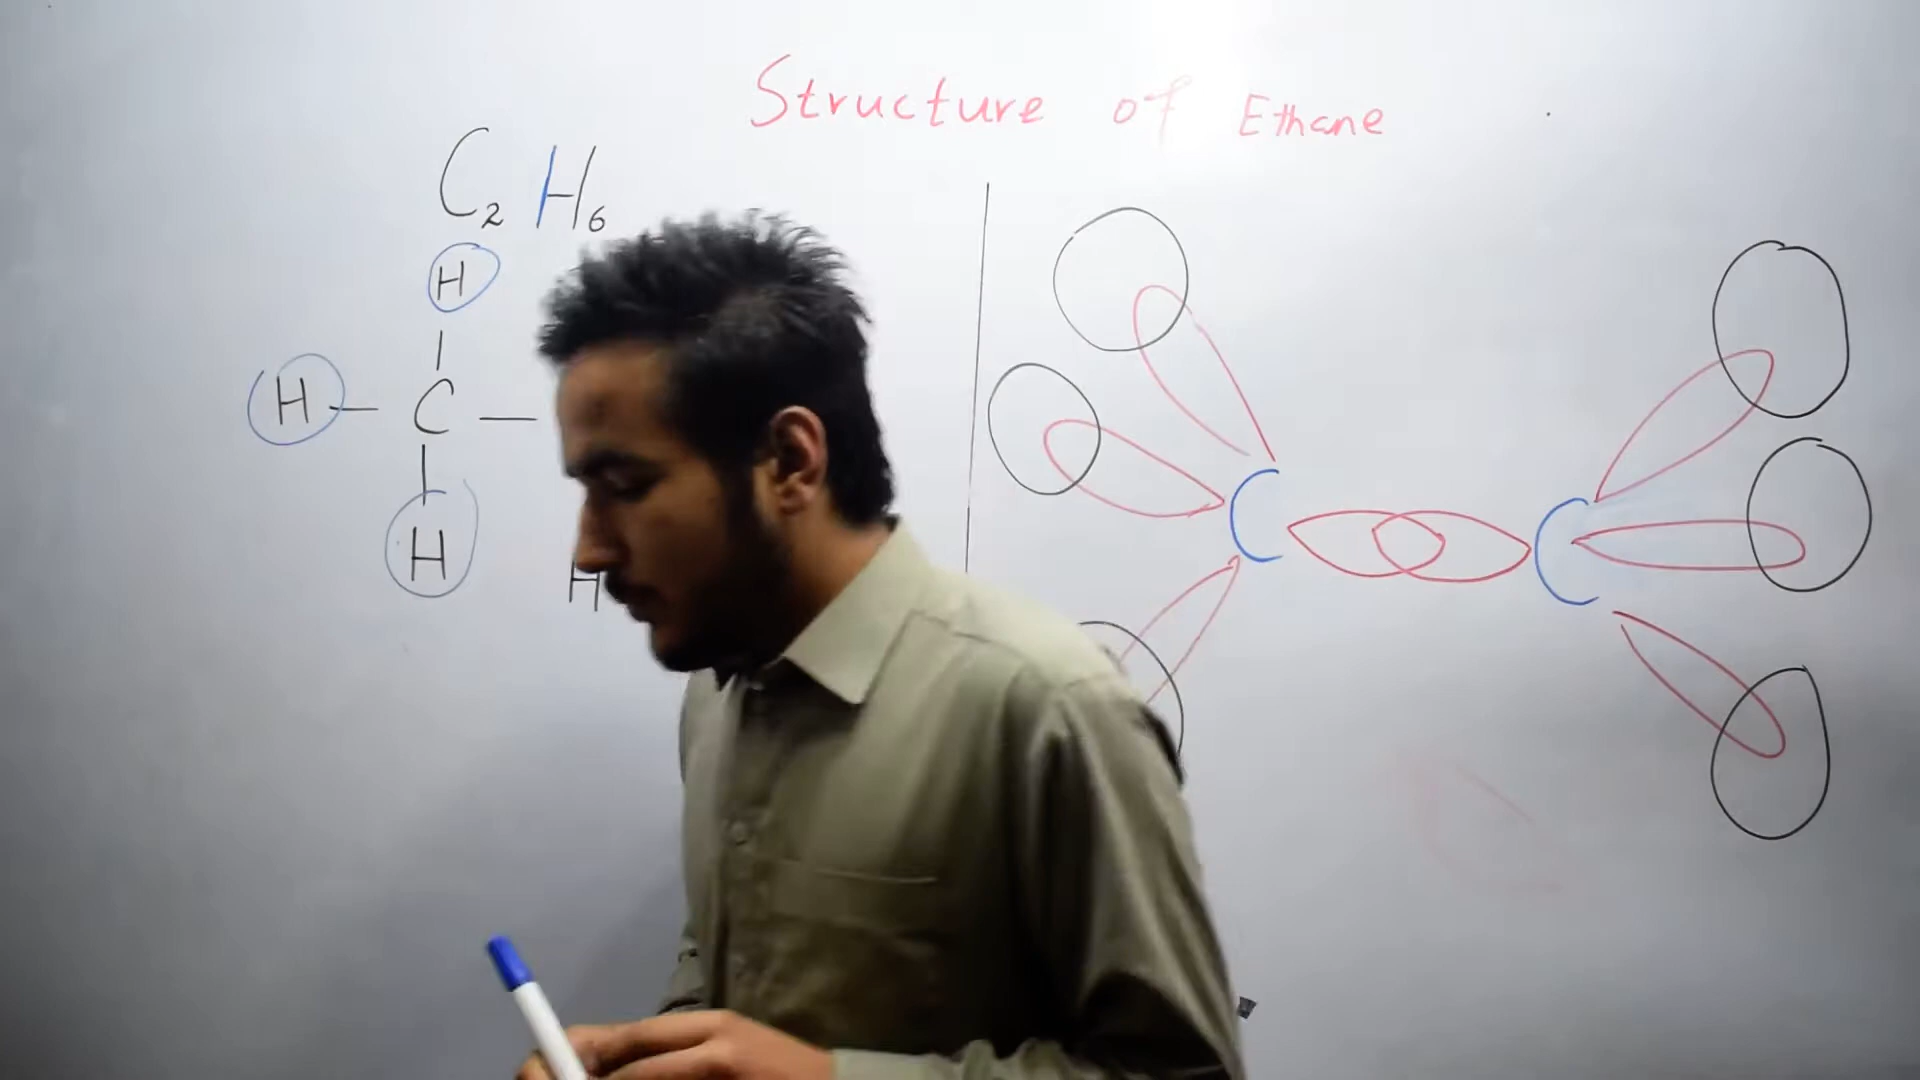 Structure of Ethane
C2 H6
H
H — C —
H
H
C C